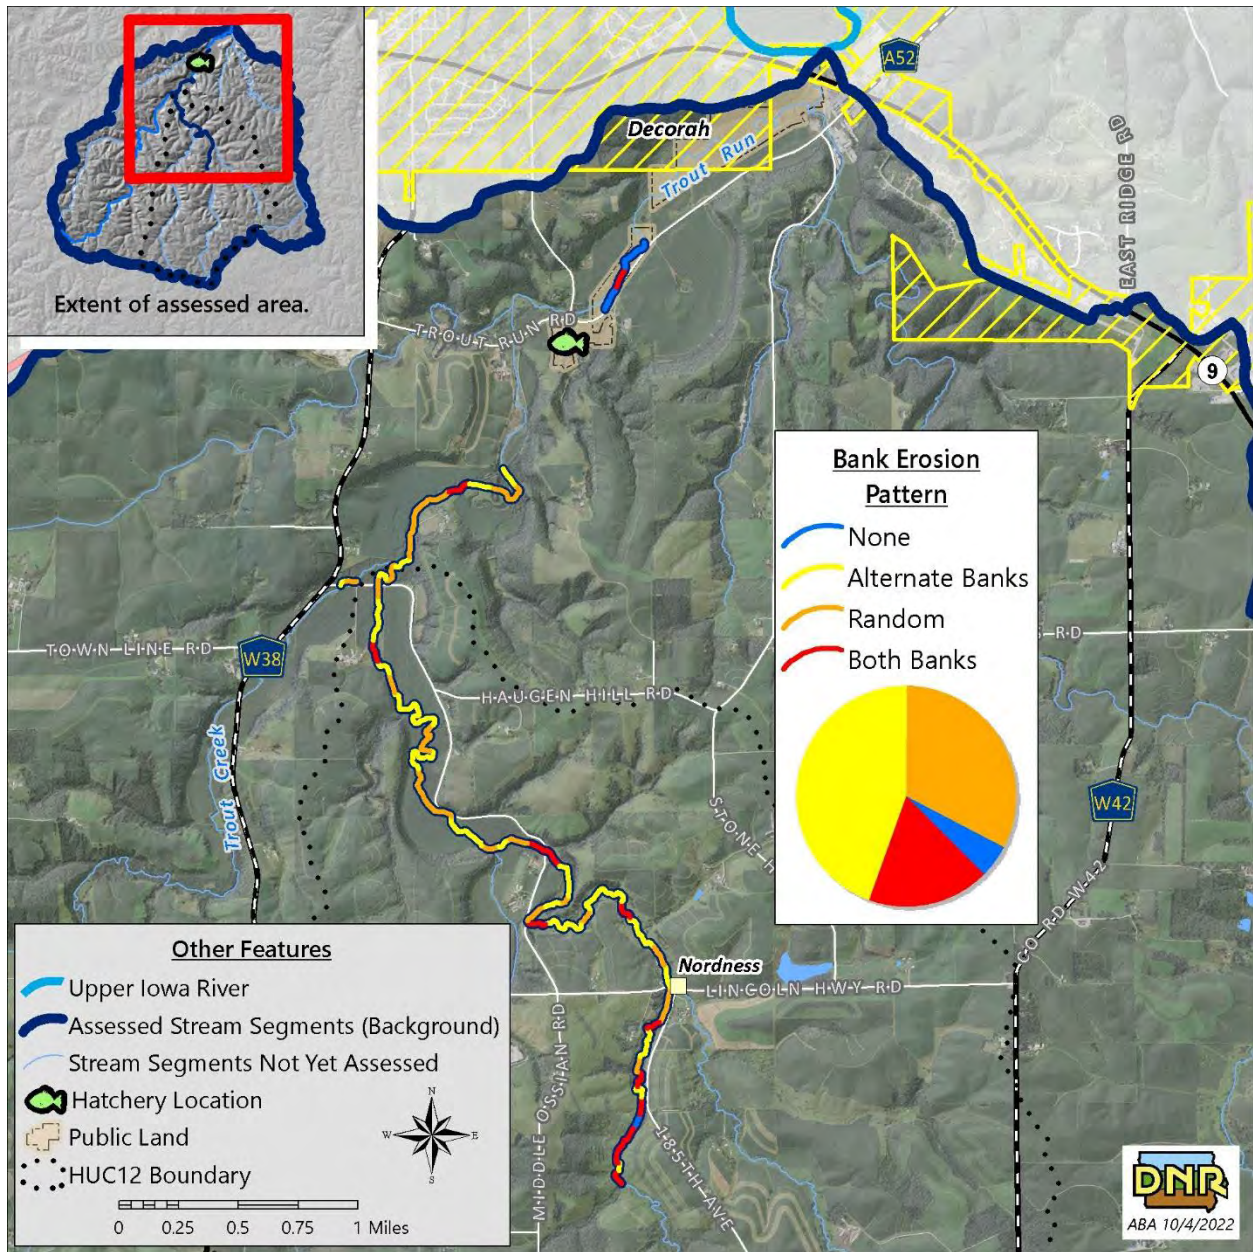 Extent of assessed area.
A52
Decorah
Trout Run
EAST RIDGE RD
TROUT RUN RD
9
Bank Erosion
Pattern
None
Alternate Banks
Random
Both Banks
TOWN LINE RD
W38
RD
HAUGEN HILL RD
Trout Creek
STONE H
W42
CO RD W-42
Nordness
LINCOLN HWY RD
MIDDLE OSSIAN RD
185TH AVE
Other Features
Upper Iowa River
Assessed Stream Segments (Background)
Stream Segments Not Yet Assessed
Hatchery Location
Public Land
HUC12 Boundary
N
W E
S
0 0.25 0.5 0.75 1 Miles
DNR
ABA 10/4/2022